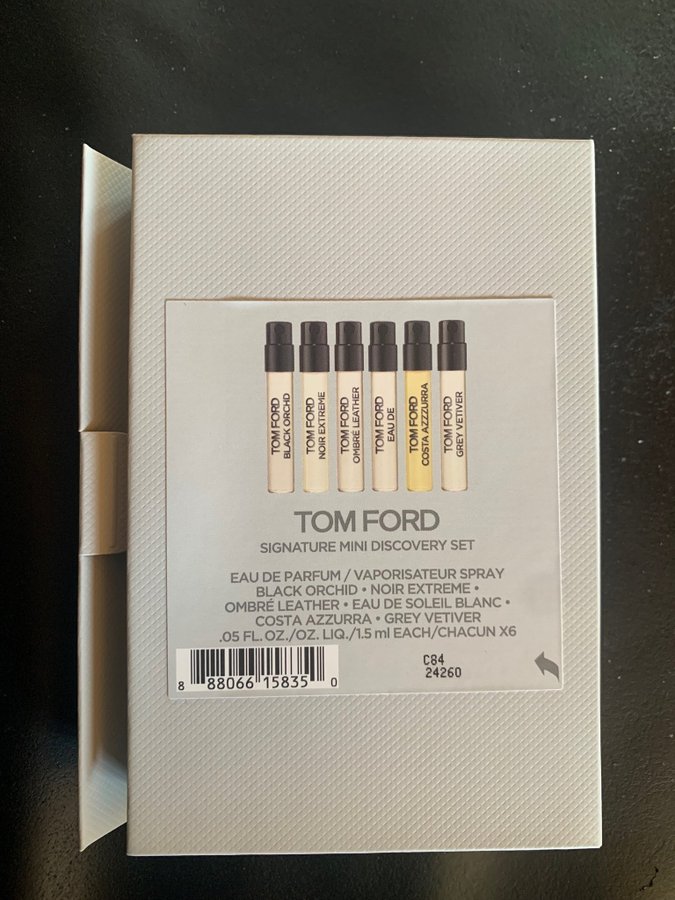 TOM FORD
BLACK ORCHD
TOM FORD
NOIR EXTREME
TOM FORD
OMBRÉ LEATHER
TOM FORD
EAU DE
TOM FORD
COSTA AZZZURRA
TOM FORD
GREY VETIVER
TOM FORD
SIGNATURE MINI DISCOVERY SET
EAU DE PARFUM / VAPORISATEUR SPRAY
BLACK ORCHID • NOIR EXTREME •
OMBRÉ LEATHER • EAU DE SOLEIL BLANC •
COSTA AZZURRA • GREY VETIVER
.05 FL. OZ./OZ. LIQ./1.5 ml EACH/CHACUN X6
8 88066 15835 0
C84
24260